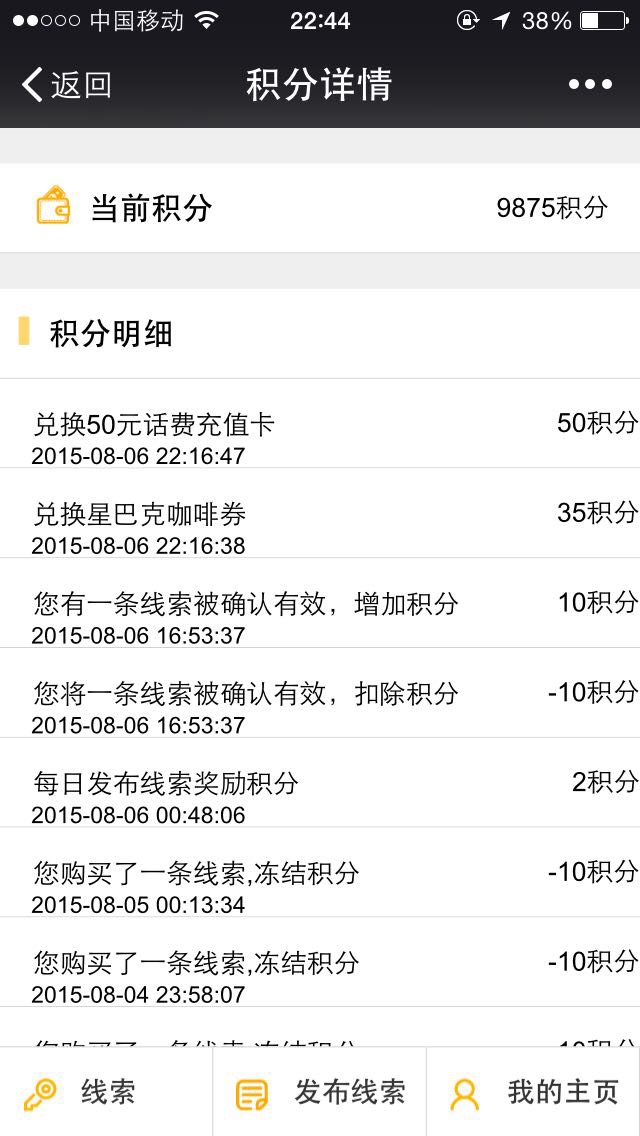 中国移动 22:44 38%
返回 积分详情
当前积分 9875积分
积分明细
兑换50元话费充值卡 50积分
2015-08-06 22:16:47
兑换星巴克咖啡券 35积分
2015-08-06 22:16:38
您有一条线索被确认有效，增加积分 10积分
2015-08-06 16:53:37
您将一条线索被确认有效，扣除积分 -10积分
2015-08-06 16:53:37
每日发布线索奖励积分 2积分
2015-08-06 00:48:06
您购买了一条线索,冻结积分 -10积分
2015-08-05 00:13:34
您购买了一条线索,冻结积分 -10积分
2015-08-04 23:58:07
线索 发布线索 我的主页